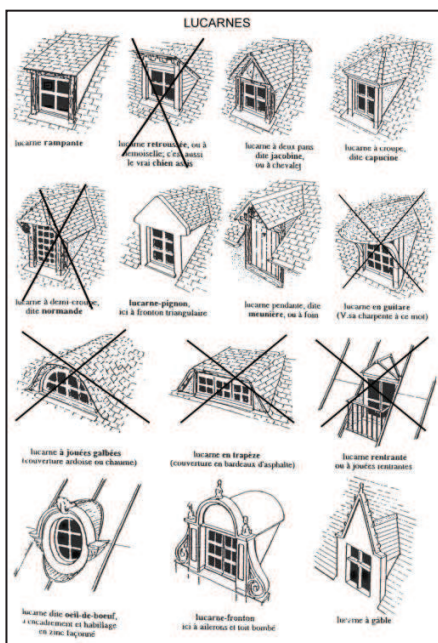 LUCARNES
lucarne rampante
lucarne retroussée, ou à
demoiselle; c'est aussi
le vrai chien assis
lucarne à deux pans
dite jacobine,
ou à chevalet
lucarne à croupe,
dite capucine
lucarne à demi-croupe,
dite normande
lucarne-pignon,
ici à fronton triangulaire
lucarne pendante, dite
meunière, ou à foin
lucarne en guitare
(V.sa charpente à ce mot)
lucarne à jouées galbées
(couverture ardoise ou chaume)
lucarne en trapèze
(couverture en bardeaux d'asphalte)
lucarne rentrante
ou à jouées rentrantes
lucarne dite oeil-de-boeuf,
à encadrement et habillage
en zinc façonné
lucarne-fronton
ici à ailerons et toit bombé
lucarne à gâble